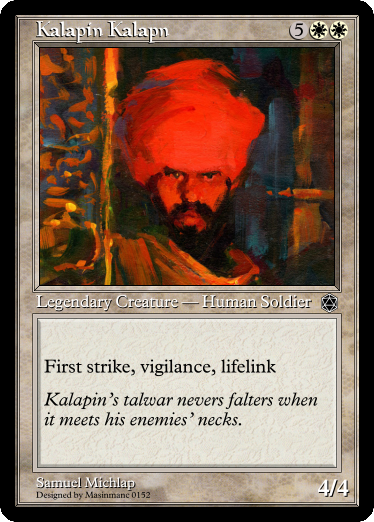 Kalapin Kalapn 5
Legendary Creature — Human Soldier
First strike, vigilance, lifelink
Kalapin's talwar nevers falters when
it meets his enemies' necks.
Samuel Michlap
Designed by Masinmanc 0152
4/4